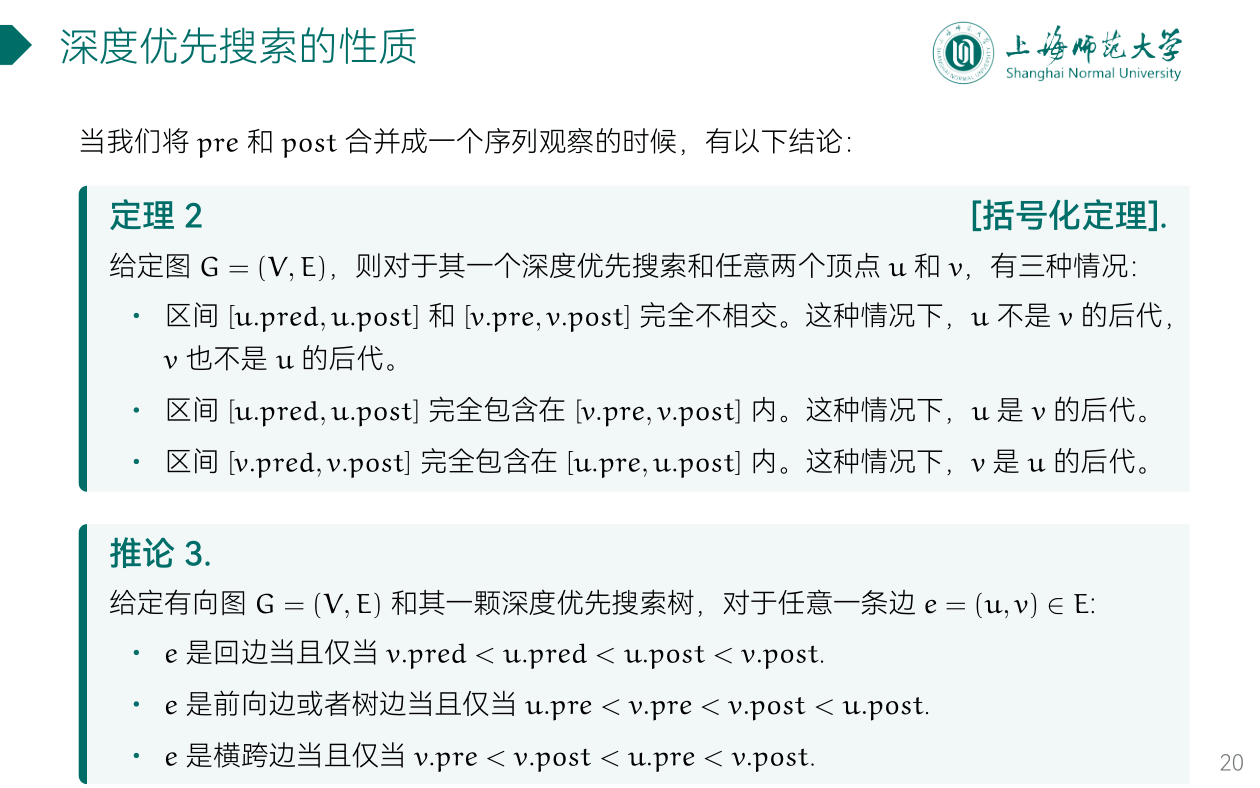 深度优先搜索的性质
上海师范大学
Shanghai Normal University
当我们将 pre 和 post 合并成一个序列观察的时候，有以下结论：
定理 2 [括号化定理].
给定图 G = (V, E)，则对于其一个深度优先搜索和任意两个顶点 u 和 v，有三种情况：
• 区间 [u.pred, u.post] 和 [v.pre, v.post] 完全不相交。这种情况下，u 不是 v 的后代，
v 也不是 u 的后代。
• 区间 [u.pred, u.post] 完全包含在 [v.pre, v.post] 内。这种情况下，u 是 v 的后代。
• 区间 [v.pred, v.post] 完全包含在 [u.pre, u.post] 内。这种情况下，v 是 u 的后代。
推论 3.
给定有向图 G = (V, E) 和其一颗深度优先搜索树，对于任意一条边 e = (u, v) ∈ E:
• e 是回边当且仅当 v.pred < u.pred < u.post < v.post.
• e 是前向边或者树边当且仅当 u.pre < v.pre < v.post < u.post.
• e 是横跨边当且仅当 v.pre < v.post < u.pre < v.post.
20